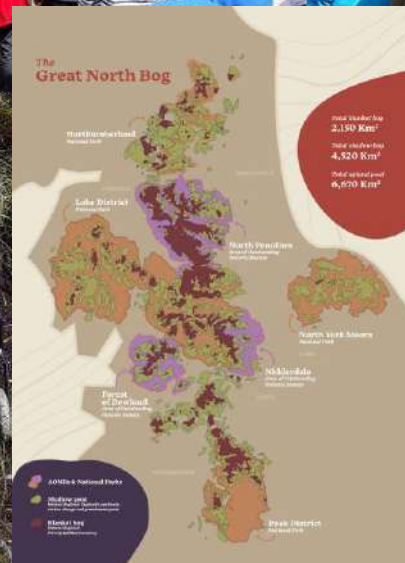 The
Great North Bog
Total blanket bog
2,150 Km²
Total shallow bog
4,520 Km²
Total upland peat
6,670 Km²
Northumberland
National Park
Lake District
National Park
North Pennines
Area of Outstanding
Natural Beauty
North York Moors
National Park
Nidderdale
Area of Outstanding
Natural Beauty
Forest
of Bowland
Area of Outstanding
Natural Beauty
Peak District
National Park
AONBs & National Parks
Shallow peat
Blanket bog